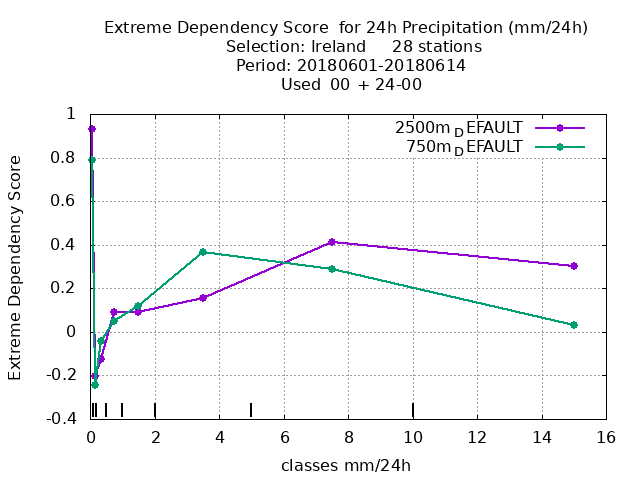 Extreme Dependency Score  for 24h Precipitation (mm/24h)
Selection: Ireland     28 stations
Period: 20180601-20180614
Used  00 + 24-00
2500m_DEFAULT
750m_DEFAULT
Extreme Dependency Score
1
0.8
0.6
0.4
0.2
0
-0.2
-0.4
0 2 4 6 8 10 12 14 16
classes mm/24h